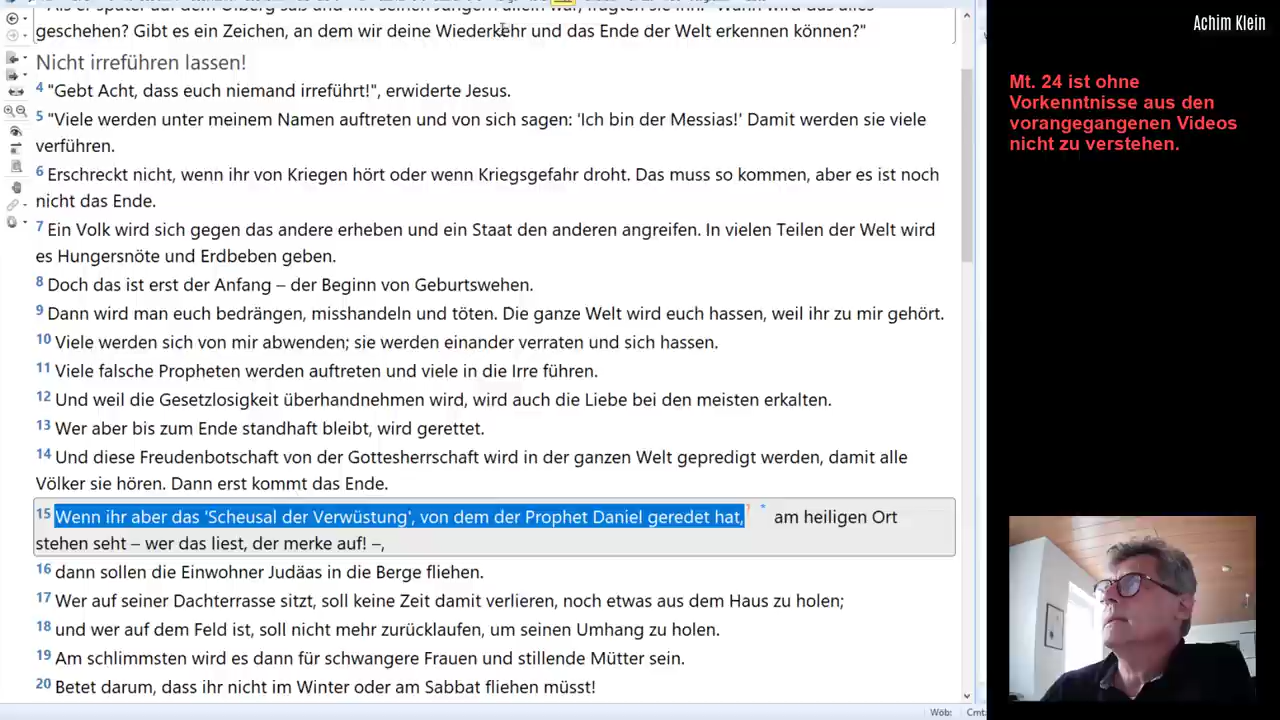 geschehen? Gibt es ein Zeichen, an dem wir deine Wiederkehr und das Ende der Welt erkennen können?"
Nicht irreführen lassen!
4 "Gebt Acht, dass euch niemand irreführt!", erwiderte Jesus.
5 "Viele werden unter meinem Namen auftreten und von sich sagen: 'Ich bin der Messias!' Damit werden sie viele
verführen.
6 Erschreckt nicht, wenn ihr von Kriegen hört oder wenn Kriegsgefahr droht. Das muss so kommen, aber es ist noch
nicht das Ende.
7 Ein Volk wird sich gegen das andere erheben und ein Staat den anderen angreifen. In vielen Teilen der Welt wird
es Hungersnöte und Erdbeben geben.
8 Doch das ist erst der Anfang – der Beginn von Geburtswehen.
9 Dann wird man euch bedrängen, misshandeln und töten. Die ganze Welt wird euch hassen, weil ihr zu mir gehört.
10 Viele werden sich von mir abwenden; sie werden einander verraten und sich hassen.
11 Viele falsche Propheten werden auftreten und viele in die Irre führen.
12 Und weil die Gesetzlosigkeit überhandnehmen wird, wird auch die Liebe bei den meisten erkalten.
13 Wer aber bis zum Ende standhaft bleibt, wird gerettet.
14 Und diese Freudenbotschaft von der Gottesherrschaft wird in der ganzen Welt gepredigt werden, damit alle
Völker sie hören. Dann erst kommt das Ende.
15 Wenn ihr aber das 'Scheusal der Verwüstung', von dem der Prophet Daniel geredet hat, * am heiligen Ort
stehen seht – wer das liest, der merke auf! –,
16 dann sollen die Einwohner Judäas in die Berge fliehen.
17 Wer auf seiner Dachterrasse sitzt, soll keine Zeit damit verlieren, noch etwas aus dem Haus zu holen;
18 und wer auf dem Feld ist, soll nicht mehr zurücklaufen, um seinen Umhang zu holen.
19 Am schlimmsten wird es dann für schwangere Frauen und stillende Mütter sein.
20 Betet darum, dass ihr nicht im Winter oder am Sabbat fliehen müsst!
Wöb: Cmt:
Achim Klein
Mt. 24 ist ohne
Vorkenntnisse aus den
vorangegangenen Videos
nicht zu verstehen.